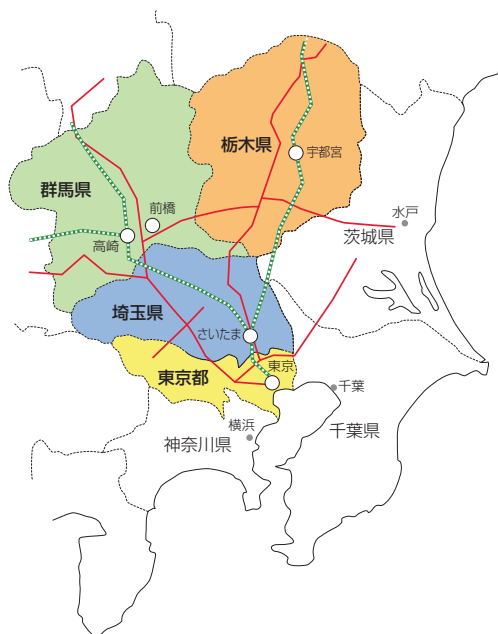 栃木県
宇都宮
群馬県
前橋
水戸
高崎
茨城県
埼玉県
さいたま
東京
東京都
千葉
横浜
千葉県
神奈川県